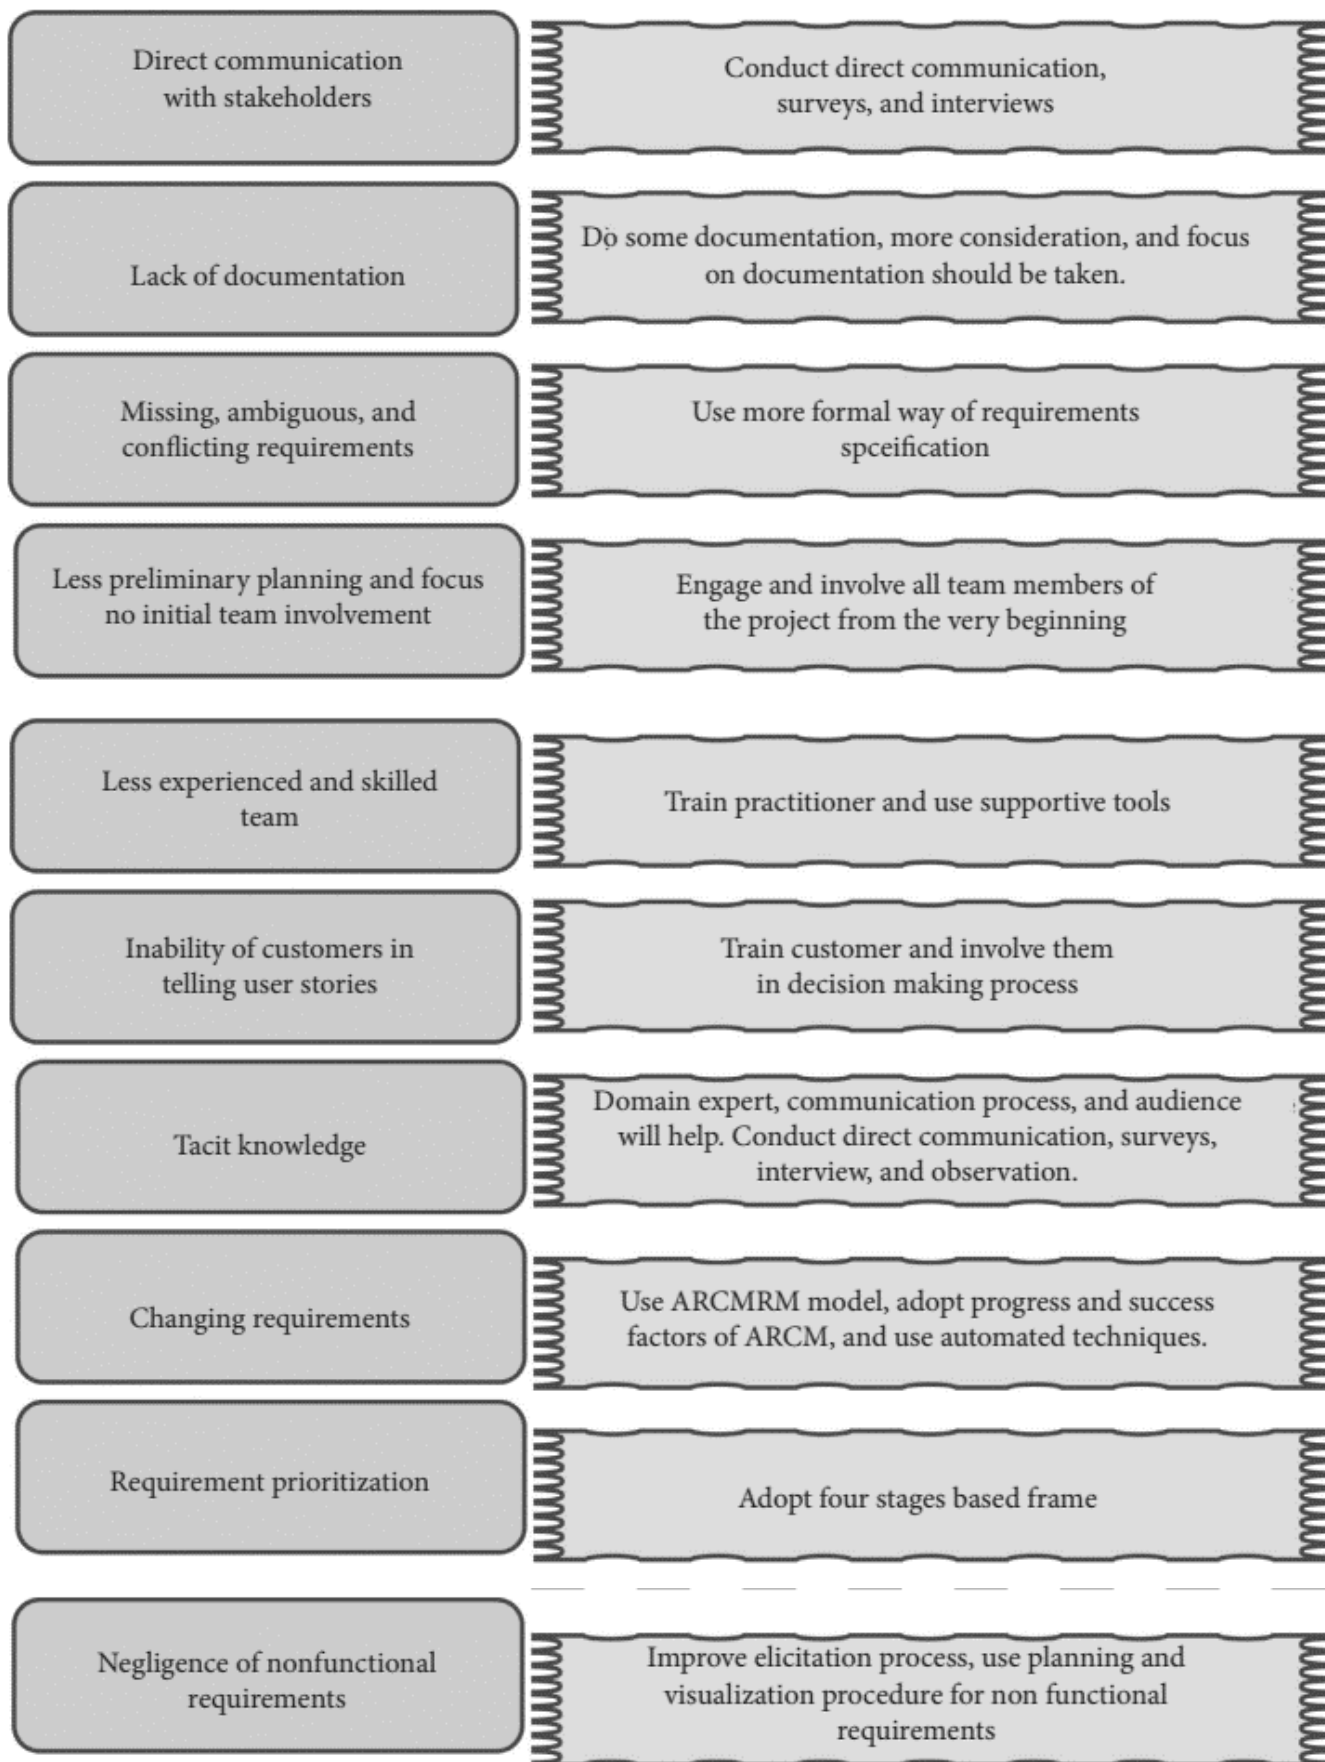 Direct communication
with stakeholders
Conduct direct communication,
surveys, and interviews
Lack of documentation
Do some documentation, more consideration, and focus
on documentation should be taken.
Missing, ambiguous, and
conflicting requirements
Use more formal way of requirements
spceification
Less preliminary planning and focus
no initial team involvement
Engage and involve all team members of
the project from the very beginning
Less experienced and skilled
team
Train practitioner and use supportive tools
Inability of customers in
telling user stories
Train customer and involve them
in decision making process
Tacit knowledge
Domain expert, communication process, and audience
will help. Conduct direct communication, surveys,
interview, and observation.
Changing requirements
Use ARCMRM model, adopt progress and success
factors of ARCM, and use automated techniques.
Requirement prioritization
Adopt four stages based frame
Negligence of nonfunctional
requirements
Improve elicitation process, use planning and
visualization procedure for non functional
requirements